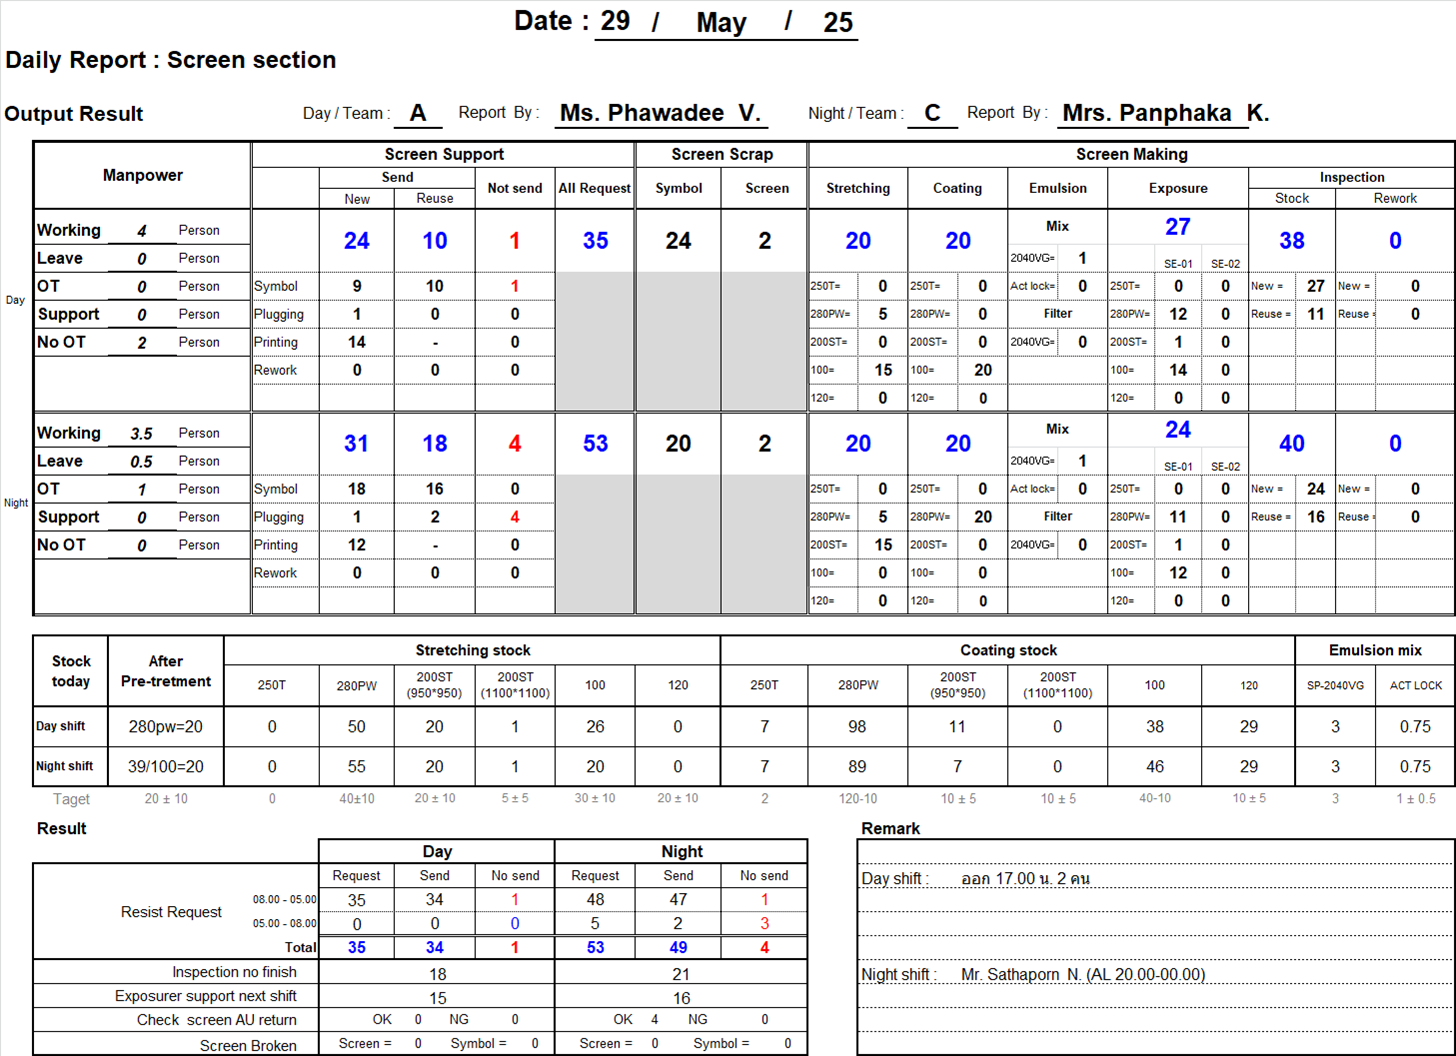 Date : 29 / May / 25
Daily Report : Screen section
Output Result Day / Team : A Report By : Ms. Phawadee V. Night / Team : C Report By : Mrs. Panphaka K.
Manpower Screen Support Screen Scrap Screen Making
Send Not send All Request Symbol Screen Stretching Coating Emulsion Exposure Inspection
New Reuse Stock Rework
Day
Working 4 Person 24 10 1 35 24 2 20 20 Mix 27 38 0
Leave 0 Person 2040VG= 1 SE-01 SE-02
OT 0 Person Symbol 9 10 1 250T= 0 250T= 0 Act lock= 0 250T= 0 0 New = 27 New = 0
Support 0 Person Plugging 1 0 0 280PW= 5 280PW= 0 Filter 280PW= 12 0 Reuse = 11 Reuse = 0
No OT 2 Person Printing 14 - 0 200ST= 0 200ST= 0 2040VG= 0 200ST= 1 0
Rework 0 0 0 100= 15 100= 20 100= 14 0
120= 0 120= 0 120= 0 0
Night
Working 3.5 Person 31 18 4 53 20 2 20 20 Mix 24 40 0
Leave 0.5 Person 2040VG= 1 SE-01 SE-02
OT 1 Person Symbol 18 16 0 250T= 0 250T= 0 Act lock= 0 250T= 0 0 New = 24 New = 0
Support 0 Person Plugging 1 2 4 280PW= 5 280PW= 20 Filter 280PW= 11 0 Reuse = 16 Reuse = 0
No OT 0 Person Printing 12 - 0 200ST= 15 200ST= 0 2040VG= 0 200ST= 1 0
Rework 0 0 0 100= 0 100= 0 100= 12 0
120= 0 120= 0 120= 0 0
Stock today After Pre-tretment Stretching stock Coating stock Emulsion mix
250T 280PW 200ST (950*950) 200ST (1100*1100) 100 120 250T 280PW 200ST (950*950) 200ST (1100*1100) 100 120 SP-2040VG ACT LOCK
Day shift 280pw=20 0 50 20 1 26 0 7 98 11 0 38 29 3 0.75
Night shift 39/100=20 0 55 20 1 20 0 7 89 7 0 46 29 3 0.75
Taget 20 ± 10 0 40±10 20 ± 10 5 ± 5 30 ± 10 20 ± 10 2 120-10 10 ± 5 10 ± 5 40-10 10 ± 5 3 1 ± 0.5
Result
Day Night
Request Send No send Request Send No send
Resist Request
08.00 - 05.00 35 34 1 48 47 1
05.00 - 08.00 0 0 0 5 2 3
Total 35 34 1 53 49 4
Inspection no finish 18 21
Exposurer support next shift 15 16
Check screen AU return OK 0 NG 0 OK 4 NG 0
Screen Broken Screen = 0 Symbol = 0 Screen = 0 Symbol = 0
Remark
Day shift : ออก 17.00 น. 2 คน
Night shift : Mr. Sathaporn N. (AL 20.00-00.00)